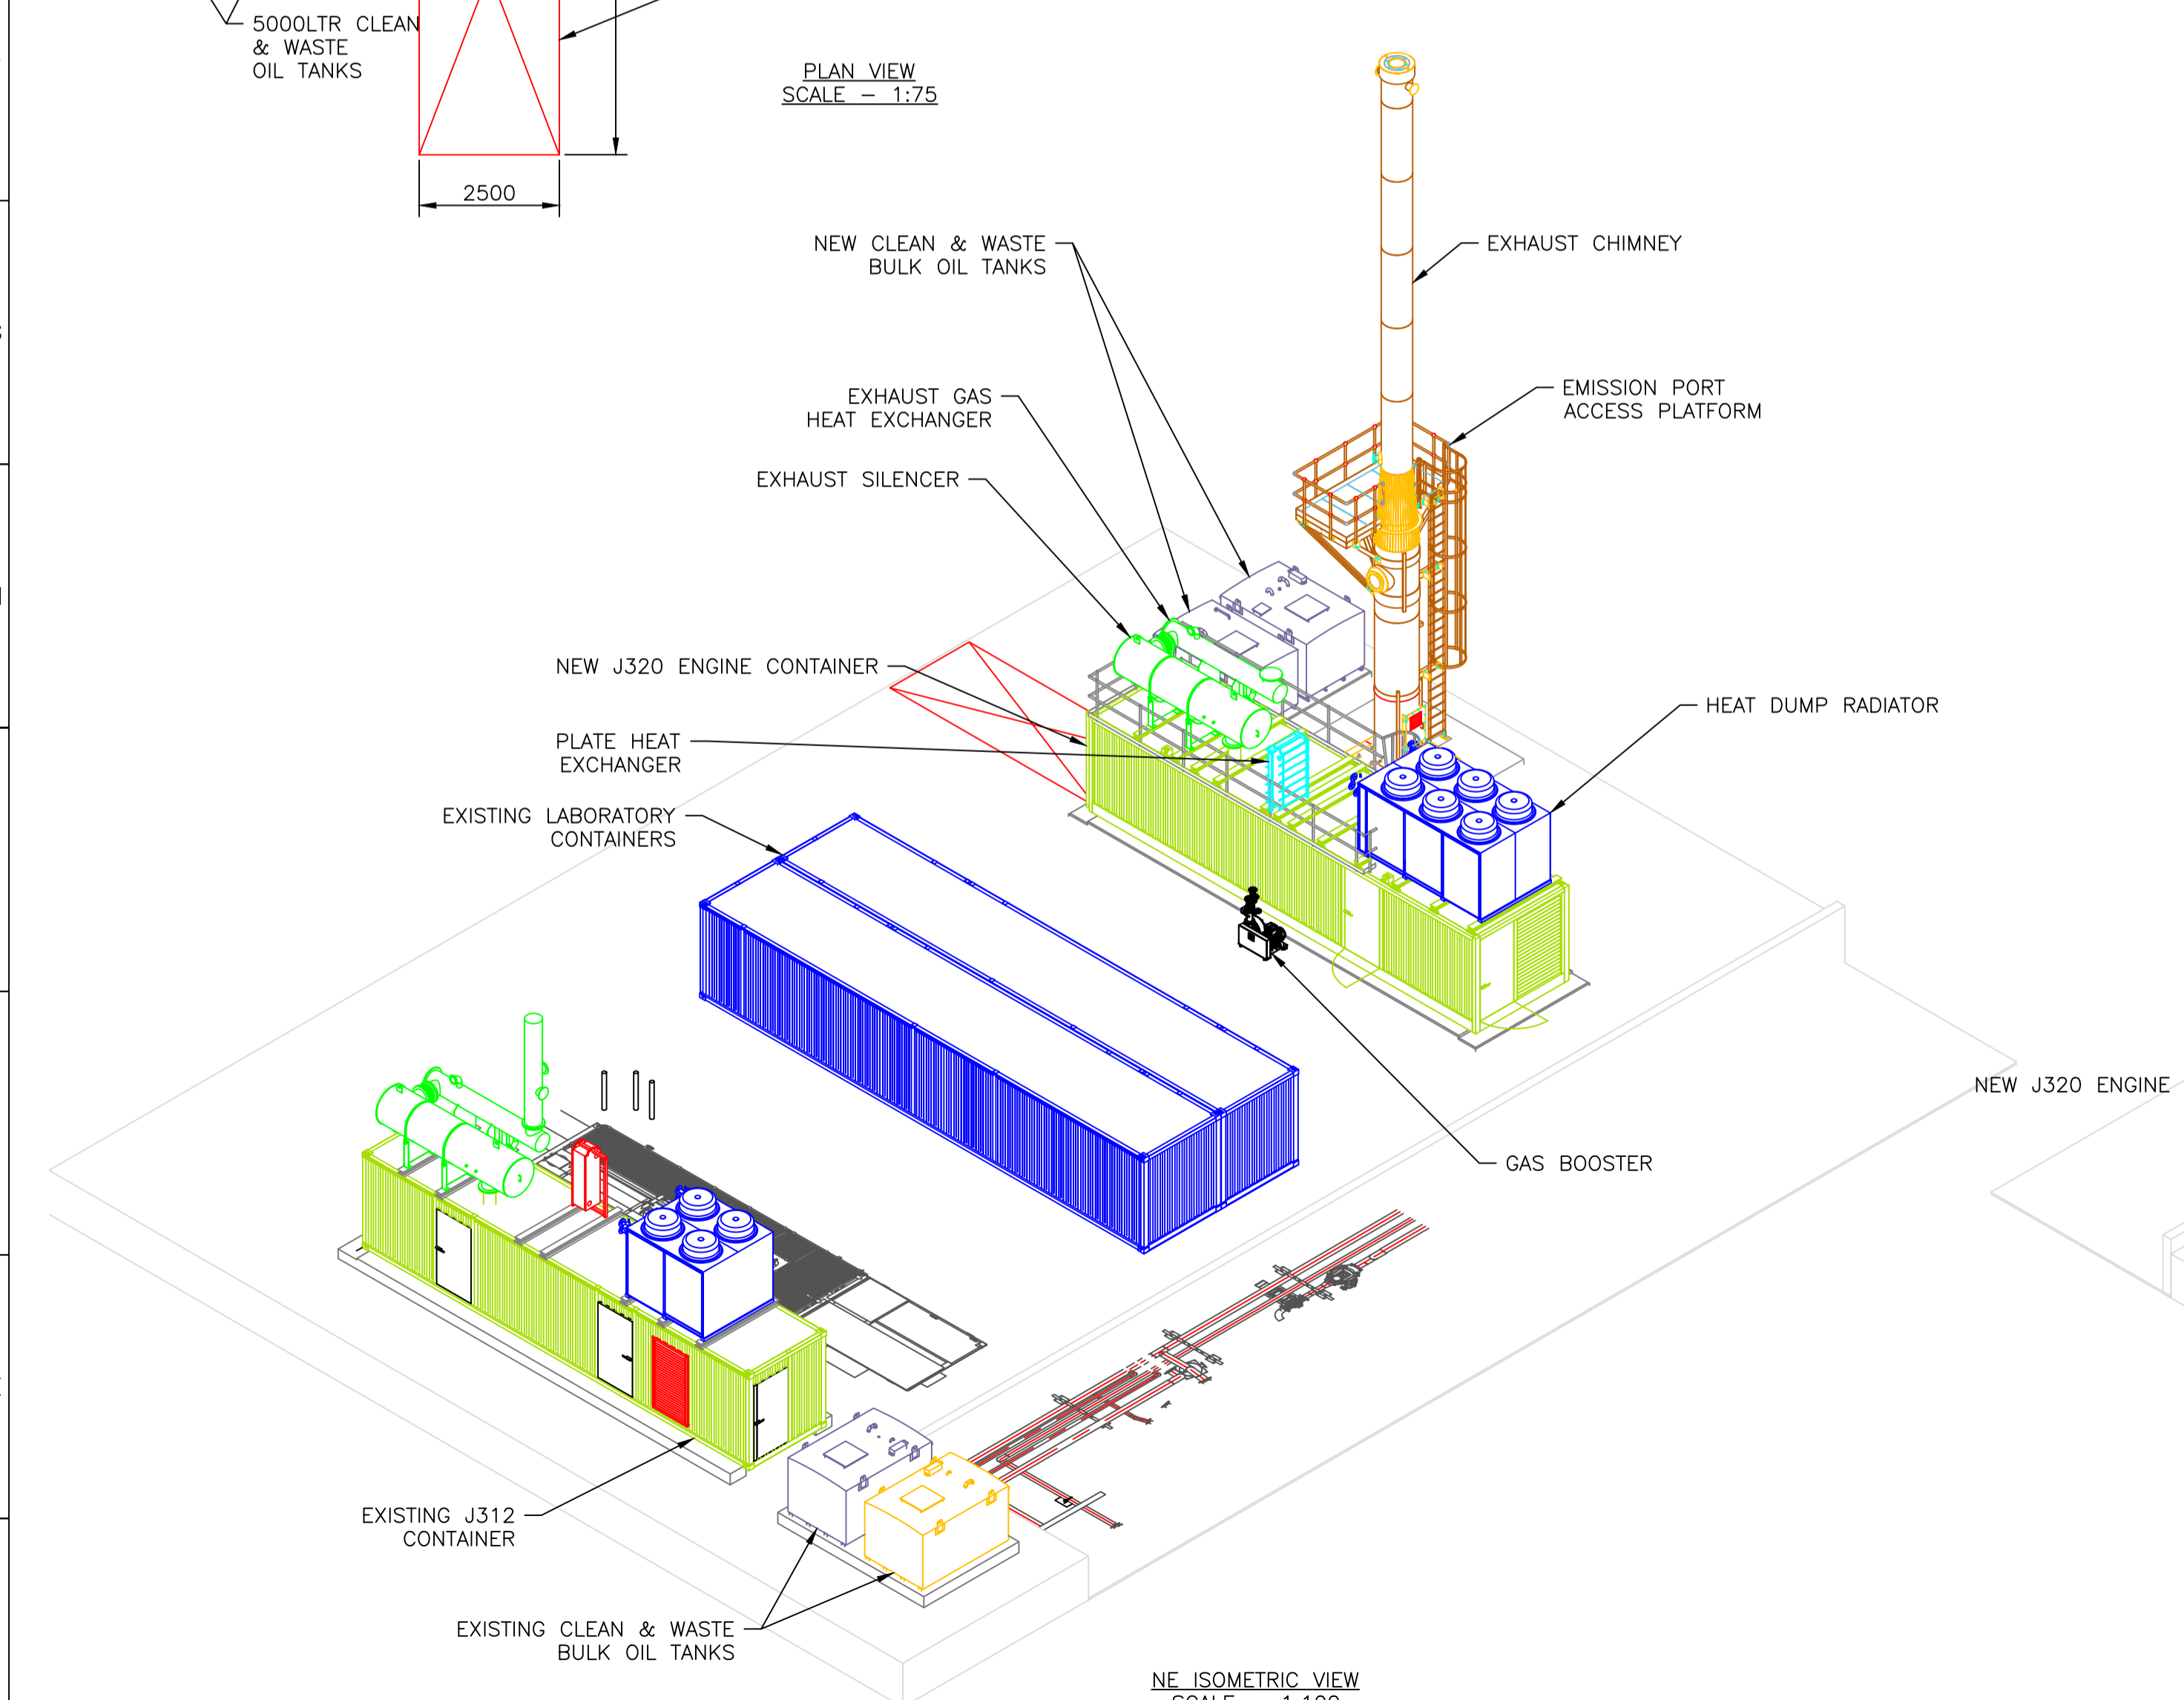 5000LTR CLEAN
& WASTE
OIL TANKS
PLAN VIEW
SCALE - 1:75
2500
NEW CLEAN & WASTE
BULK OIL TANKS
EXHAUST CHIMNEY
EXHAUST GAS
HEAT EXCHANGER
EMISSION PORT
ACCESS PLATFORM
EXHAUST SILENCER
NEW J320 ENGINE CONTAINER
HEAT DUMP RADIATOR
PLATE HEAT
EXCHANGER
EXISTING LABORATORY
CONTAINERS
NEW J320 ENGINE
GAS BOOSTER
EXISTING J312
CONTAINER
EXISTING CLEAN & WASTE
BULK OIL TANKS
NE ISOMETRIC VIEW
SCALE - 1:100